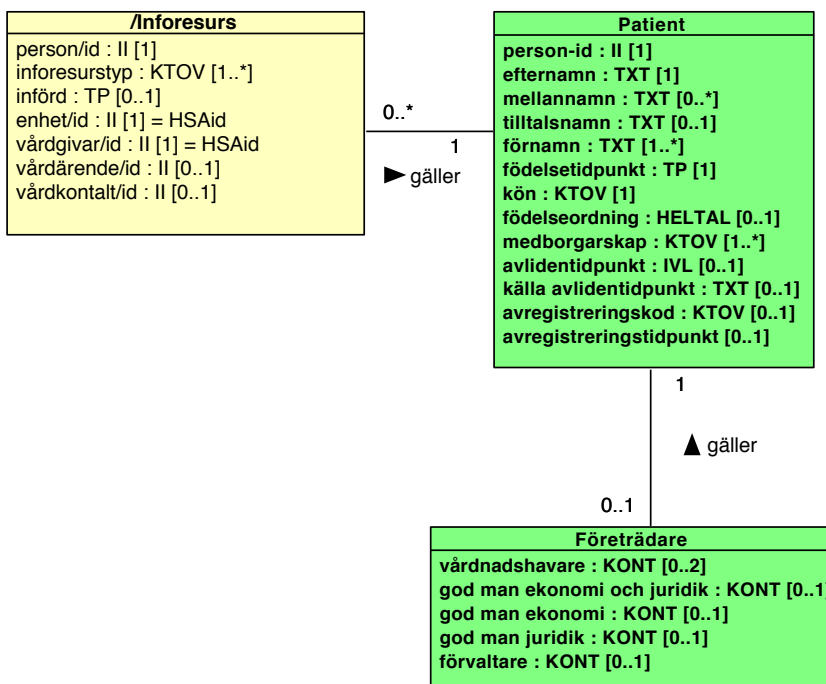 /Inforesurs
person/id : II [1]
inforesurstyp : KTOV [1..*]
införd : TP [0..1]
enhet/id : II [1] = HSAid
vårdgivar/id : II [1] = HSAid
vårdärende/id : II [0..1]
vårdkontalt/id : II [0..1]
0..*
1
gäller
Patient
person-id : II [1]
efternamn : TXT [1]
mellannamn : TXT [0..*]
tilltalsnamn : TXT [0..1]
förnamn : TXT [1..*]
födelsetidpunkt : TP [1]
kön : KTOV [1]
födelseordning : HELTAL [0..1]
medborgarskap : KTOV [1..*]
avlidentidpunkt : IVL [0..1]
källa avlidentidpunkt : TXT [0..1]
avregistreringskod : KTOV [0..1]
avregistreringstidpunkt [0..1]
1
gäller
0..1
Företrädare
vårdnadshavare : KONT [0..2]
god man ekonomi och juridik : KONT [0..1]
god man ekonomi : KONT [0..1]
god man juridik : KONT [0..1]
förvaltare : KONT [0..1]